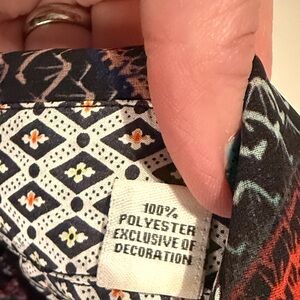 100%
POLYESTER
EXCLUSIVE OF
DECORATION